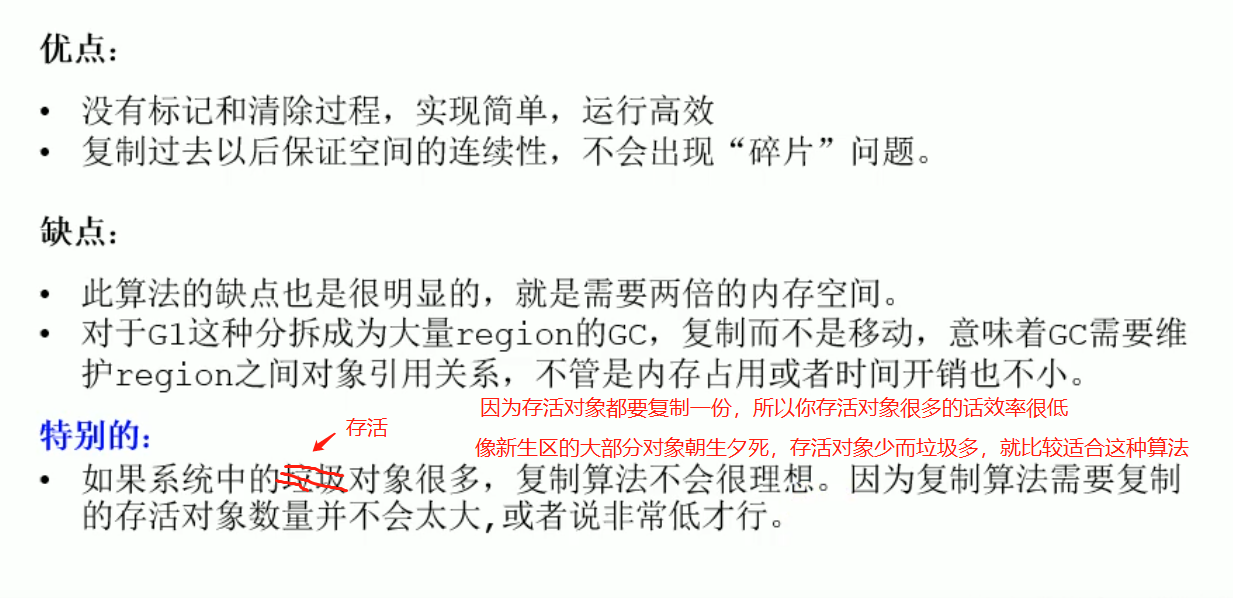 优点：
• 没有标记和清除过程，实现简单，运行高效
• 复制过去以后保证空间的连续性，不会出现“碎片”问题。
缺点：
• 此算法的缺点也是很明显的，就是需要两倍的内存空间。
• 对于G1这种分拆成为大量region的GC，复制而不是移动，意味着GC需要维
护region之间对象引用关系，不管是内存占用或者时间开销也不小。
因为存活对象都要复制一份，所以你存活对象很多的话效率很低
特别的：
存活
像新生区的大部分对象朝生夕死，存活对象少而垃圾多，就比较适合这种算法
• 如果系统中的垃圾对象很多，复制算法不会很理想。因为复制算法需要复制
的存活对象数量并不会太大,或者说非常低才行。